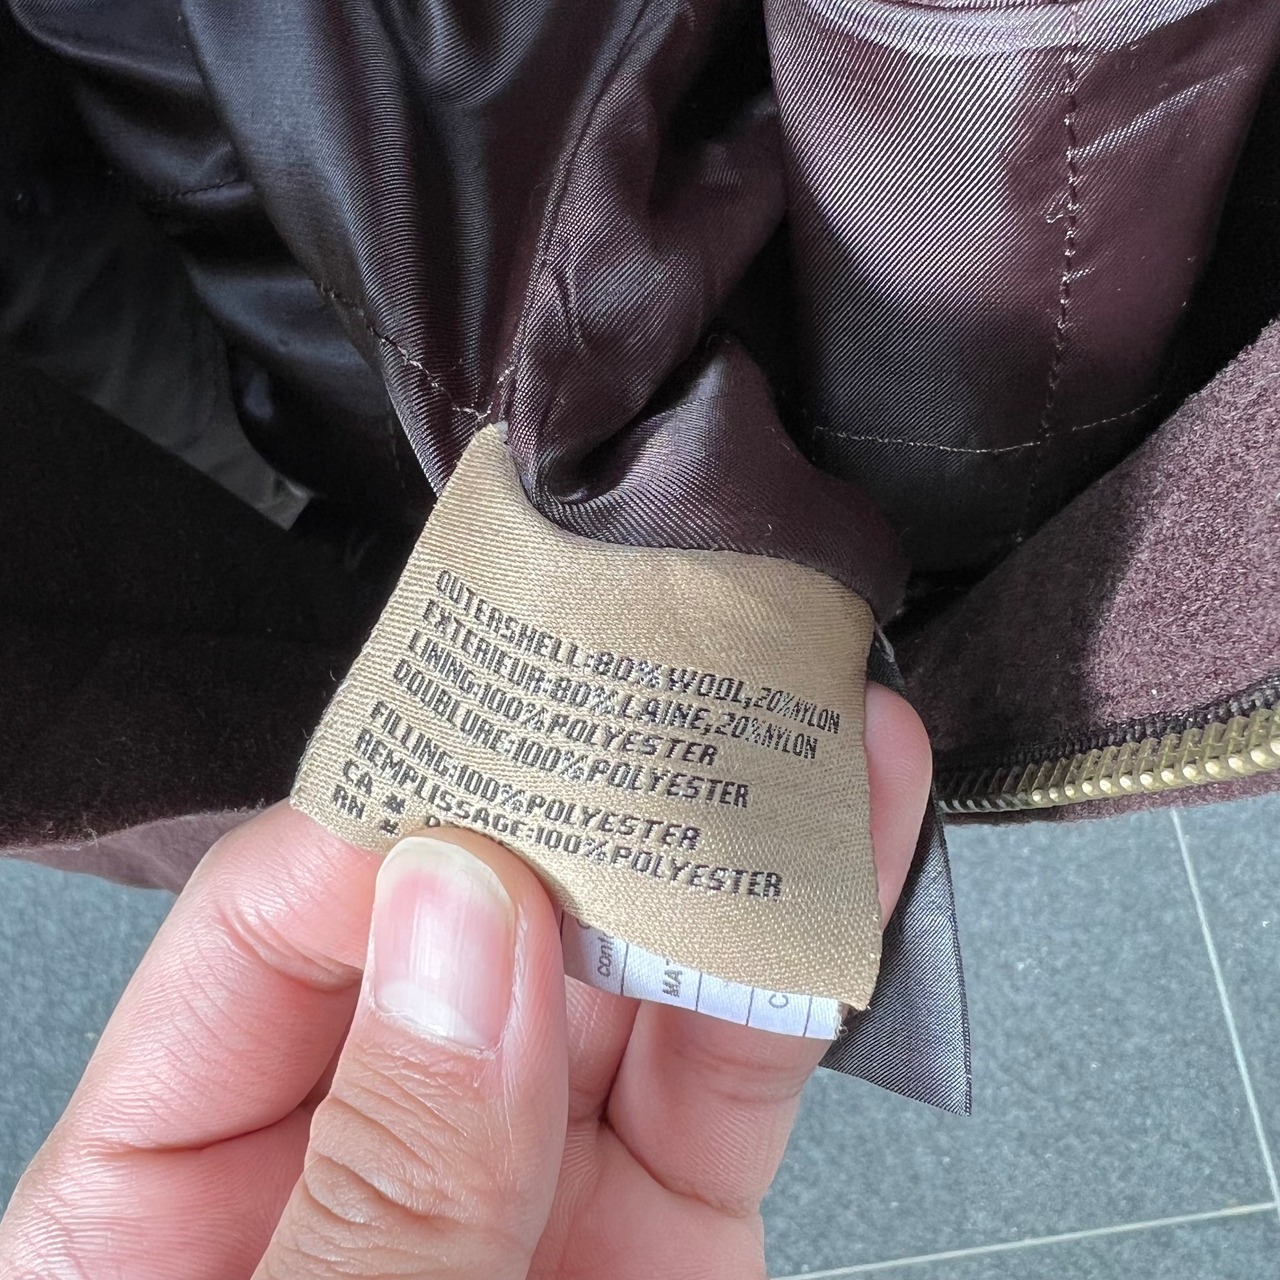 OUTERSHELL:80%WOOL,20%NYLON
EXTERIEUR:80%LAINE,20%NYLON
LINING:100%POLYESTER
DOUBLURE:100%POLYESTER
FILLING:100%POLYESTER
REMPLISSAGE:100%POLYESTER
CA #
RN #